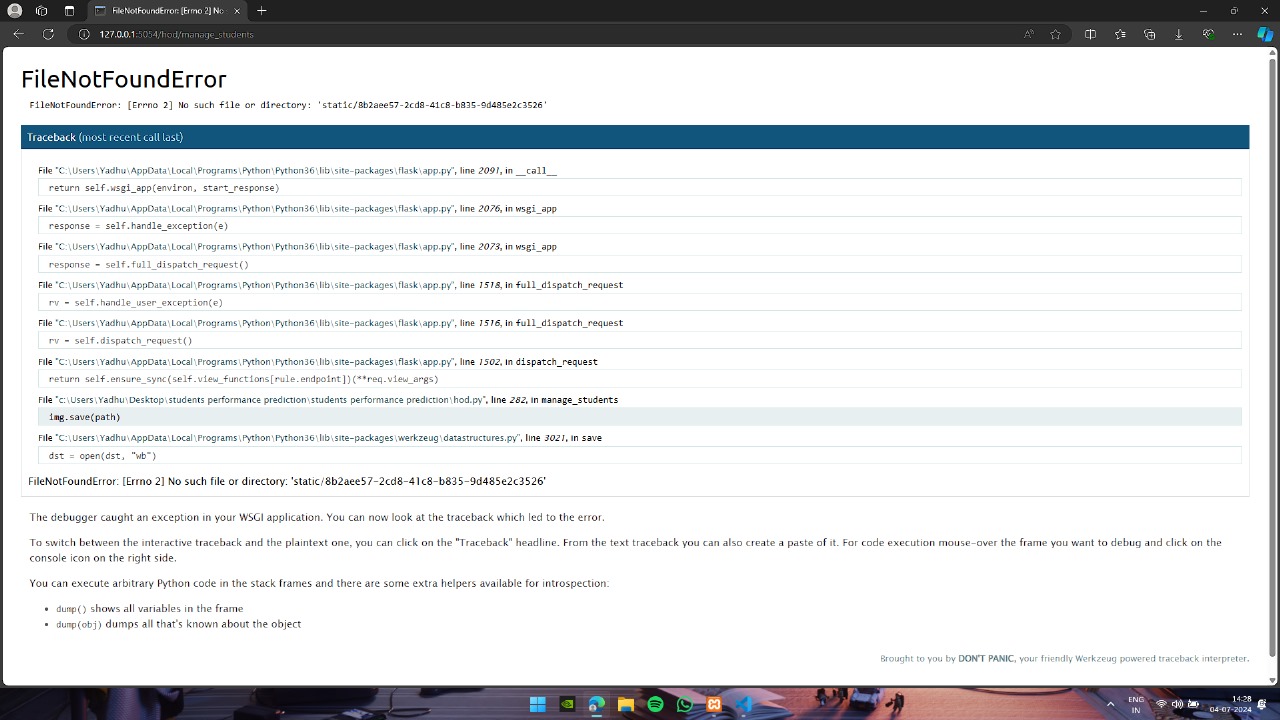 FileNotFoundError: [Errno 2] No
127.0.0.1:5054/hod/manage_students
FileNotFoundError
FileNotFoundError: [Errno 2] No such file or directory: 'static/8b2aee57-2cd8-41c8-b835-9d485e2c3526'
Traceback (most recent call last)
File "C:\Users\Yadhu\AppData\Local\Programs\Python\Python36\lib\site-packages\flask\app.py", line 2091, in __call__
return self.wsgi_app(environ, start_response)
File "C:\Users\Yadhu\AppData\Local\Programs\Python\Python36\lib\site-packages\flask\app.py", line 2076, in wsgi_app
response = self.handle_exception(e)
File "C:\Users\Yadhu\AppData\Local\Programs\Python\Python36\lib\site-packages\flask\app.py", line 2073, in wsgi_app
response = self.full_dispatch_request()
File "C:\Users\Yadhu\AppData\Local\Programs\Python\Python36\lib\site-packages\flask\app.py", line 1518, in full_dispatch_request
rv = self.handle_user_exception(e)
File "C:\Users\Yadhu\AppData\Local\Programs\Python\Python36\lib\site-packages\flask\app.py", line 1516, in full_dispatch_request
rv = self.dispatch_request()
File "C:\Users\Yadhu\AppData\Local\Programs\Python\Python36\lib\site-packages\flask\app.py", line 1502, in dispatch_request
return self.ensure_sync(self.view_functions[rule.endpoint])(**req.view_args)
File "c:\Users\Yadhu\Desktop\students performance prediction\students performance prediction\hod.py", line 282, in manage_students
img.save(path)
File "C:\Users\Yadhu\AppData\Local\Programs\Python\Python36\lib\site-packages\werkzeug\datastructures.py", line 3021, in save
dst = open(dst, "wb")
FileNotFoundError: [Errno 2] No such file or directory: 'static/8b2aee57-2cd8-41c8-b835-9d485e2c3526'
The debugger caught an exception in your WSGI application. You can now look at the traceback which led to the error.
To switch between the interactive traceback and the plaintext one, you can click on the "Traceback" headline. From the text traceback you can also create a paste of it. For code execution mouse-over the frame you want to debug and click on the
console icon on the right side.
You can execute arbitrary Python code in the stack frames and there are some extra helpers available for introspection:
• dump() shows all variables in the frame
• dump(obj) dumps all that's known about the object
Brought to you by DON'T PANIC, your friendly Werkzeug powered traceback interpreter.
ENG
IN
14:28
04-07-2024